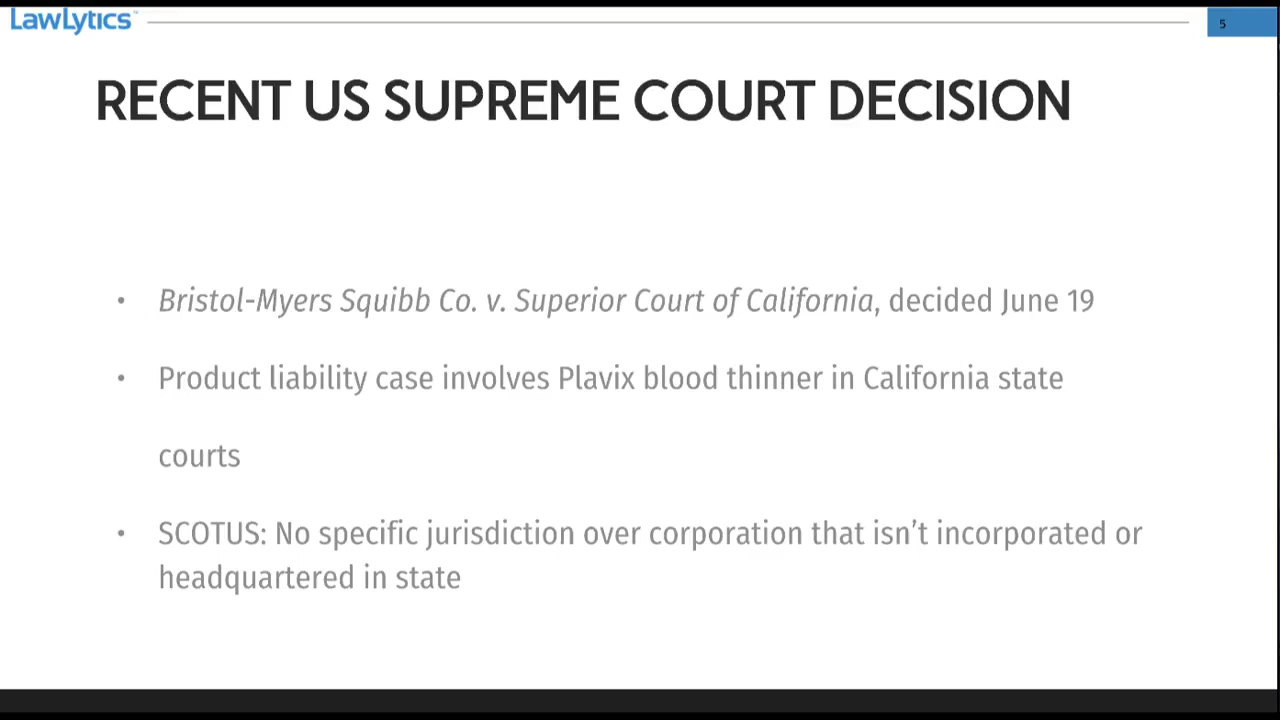 LawLytics™
5
RECENT US SUPREME COURT DECISION
• Bristol-Myers Squibb Co. v. Superior Court of California, decided June 19
• Product liability case involves Plavix blood thinner in California state
courts
• SCOTUS: No specific jurisdiction over corporation that isn’t incorporated or
headquartered in state